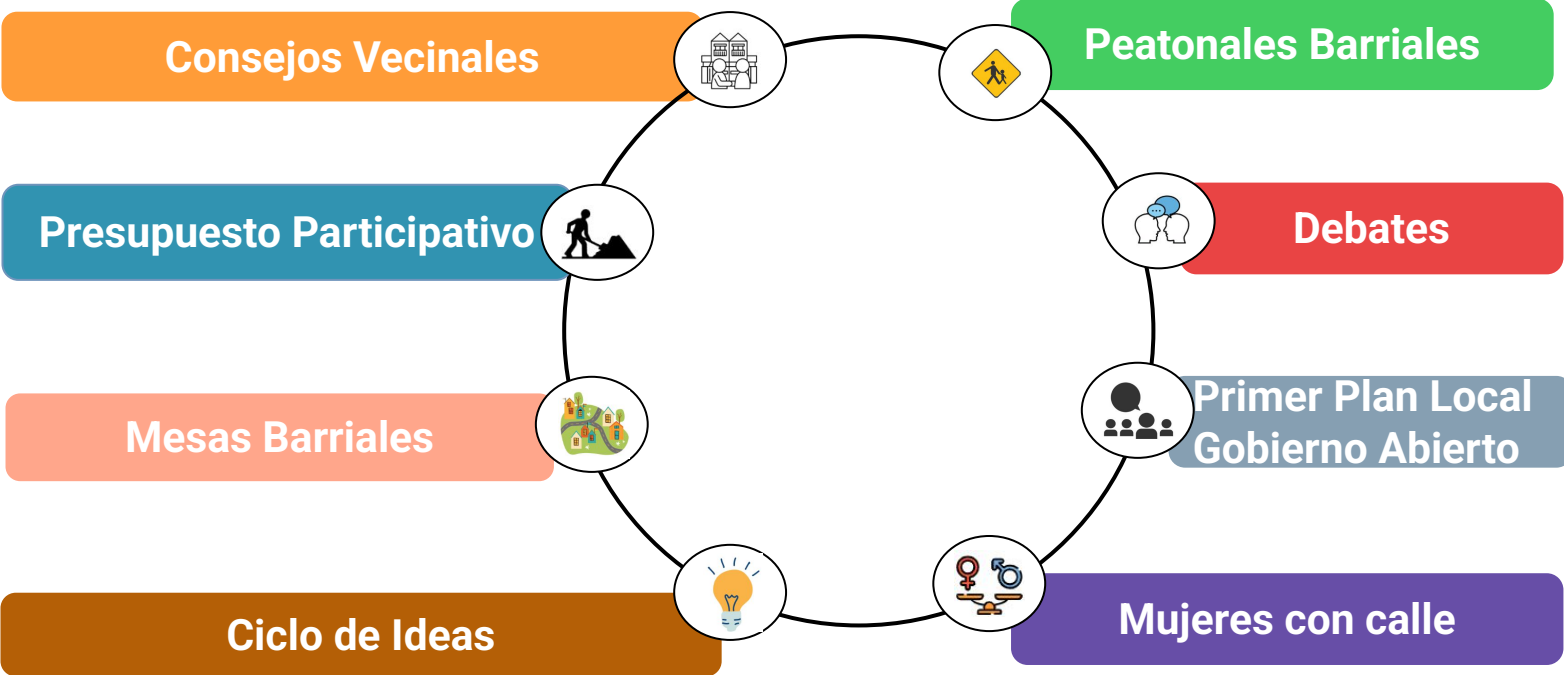 Consejos Vecinales
Peatonales Barriales
Presupuesto Participativo
Debates
Mesas Barriales
Primer Plan Local
Gobierno Abierto
Ciclo de Ideas
Mujeres con calle